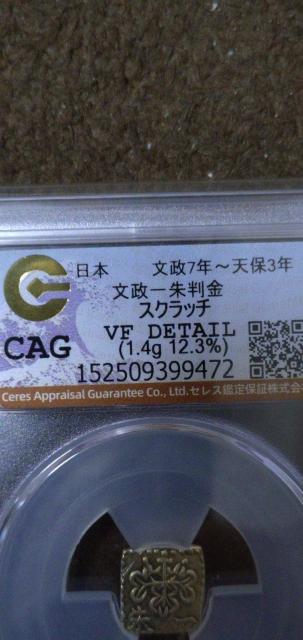 日本 文政7年～天保3年
文政一朱判金
スクラッチ
VF DETAIL
(1.4g 12.3%)
CAG
152509399472
Ceres Appraisal Guarantee Co., Ltd.セレス鑑定保証株式会
朱一